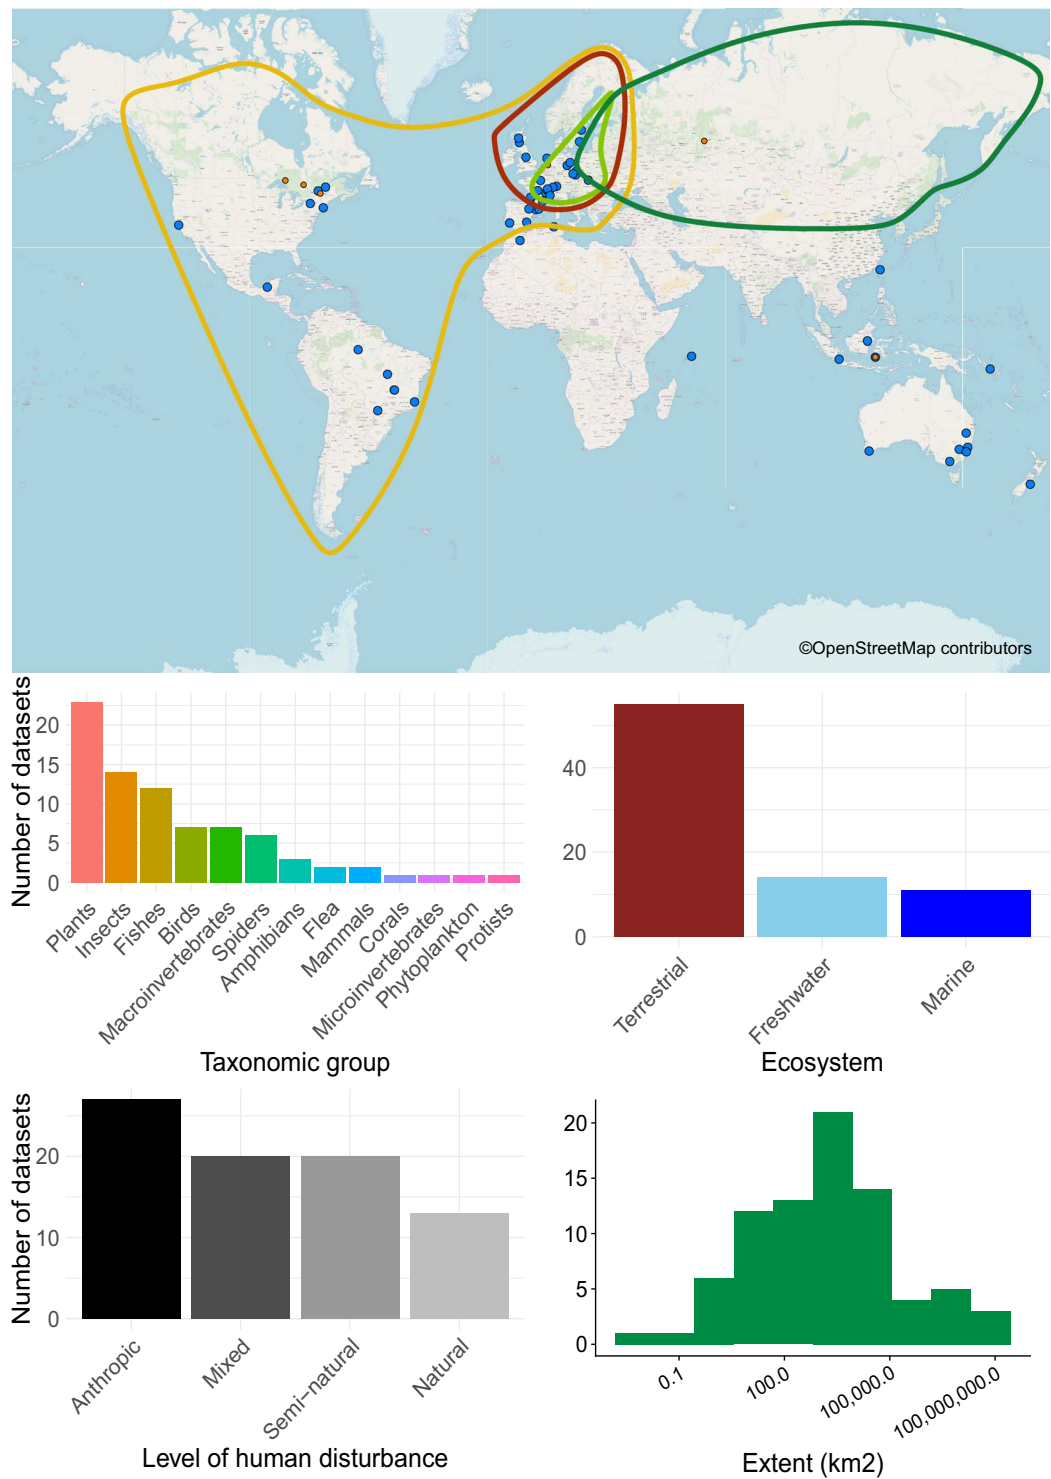 ©OpenStreetMap contributors
Number of datasets
20
15
10
5
0
Plants
Insects
Fishes
Birds
Macroinvertebrates
Spiders
Amphibians
Flea
Mammals
Corals
Microinvertebrates
Phytoplankton
Protists
Taxonomic group
40
20
0
Terrestrial
Freshwater
Marine
Ecosystem
Number of datasets
20
10
0
Anthropic
Mixed
Semi−natural
Natural
Level of human disturbance
20
15
10
5
0
0.1
100.0
100,000.0
100,000,000.0
Extent (km2)